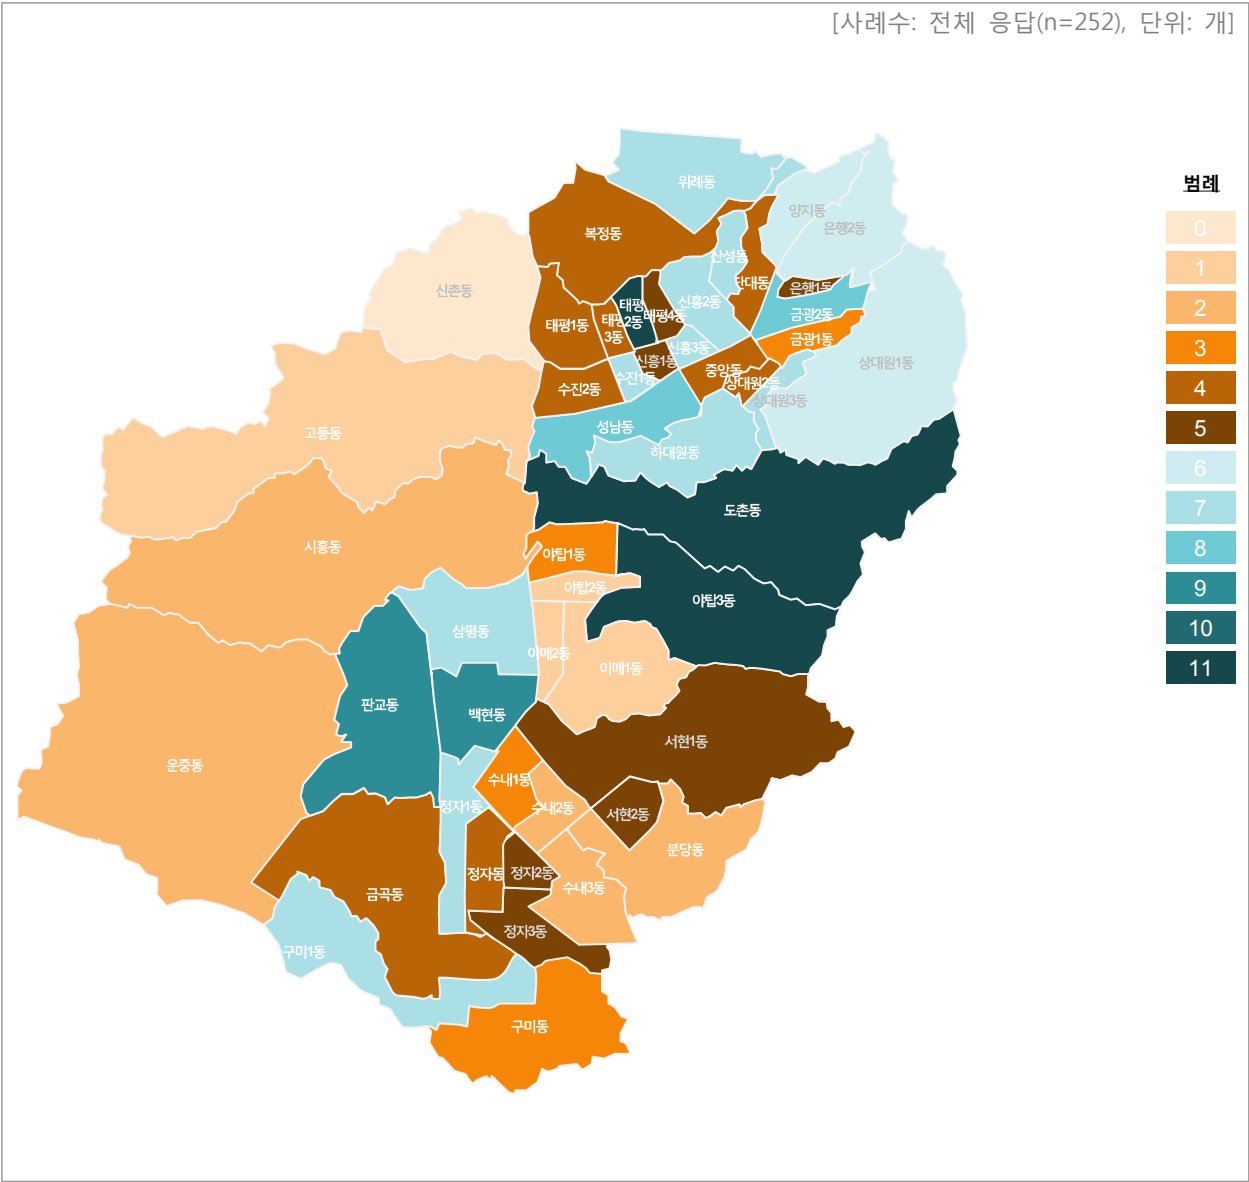 [사례수: 전체 응답(n=252), 단위: 개]
범례
0
1
2
3
4
5
6
7
8
9
10
11
위례동
양지동
은행2동
복정동
산성동
단대동
은행1동
신촌동
신흥2동
태평
2동
태평4동
금광2동
태평1동
태평
3동
금광1동
신흥3동
신흥1동
상대원1동
중앙동
수진1동
상대원2동
수진2동
상대원3동
성남동
고등동
하대원동
도촌동
시흥동
야탑1동
야탑2동
야탑3동
삼평동
이매2동
이매1동
판교동
백현동
서현1동
운중동
수내1동
정자1동
수내2동
서현2동
분당동
정자동
정자2동
수내3동
금곡동
정자3동
구미1동
구미동